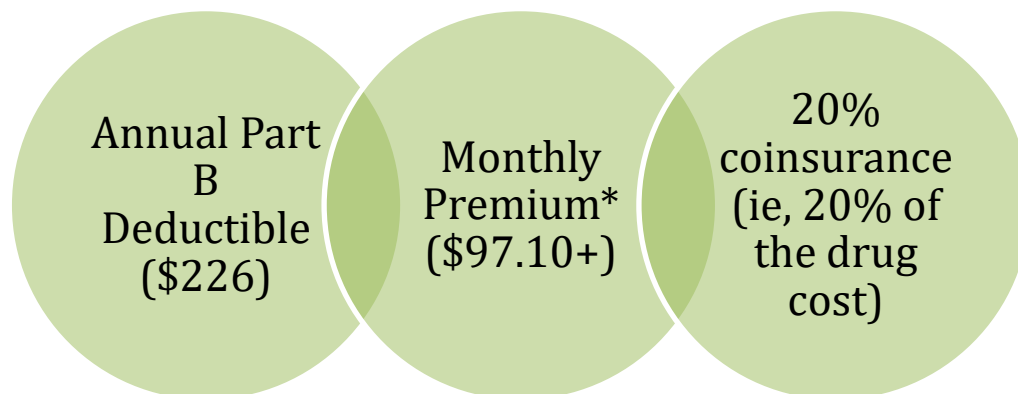 Annual Part
B
Deductible
($226)
Monthly
Premium*
($97.10+)
20%
coinsurance
(ie, 20% of
the drug
cost)